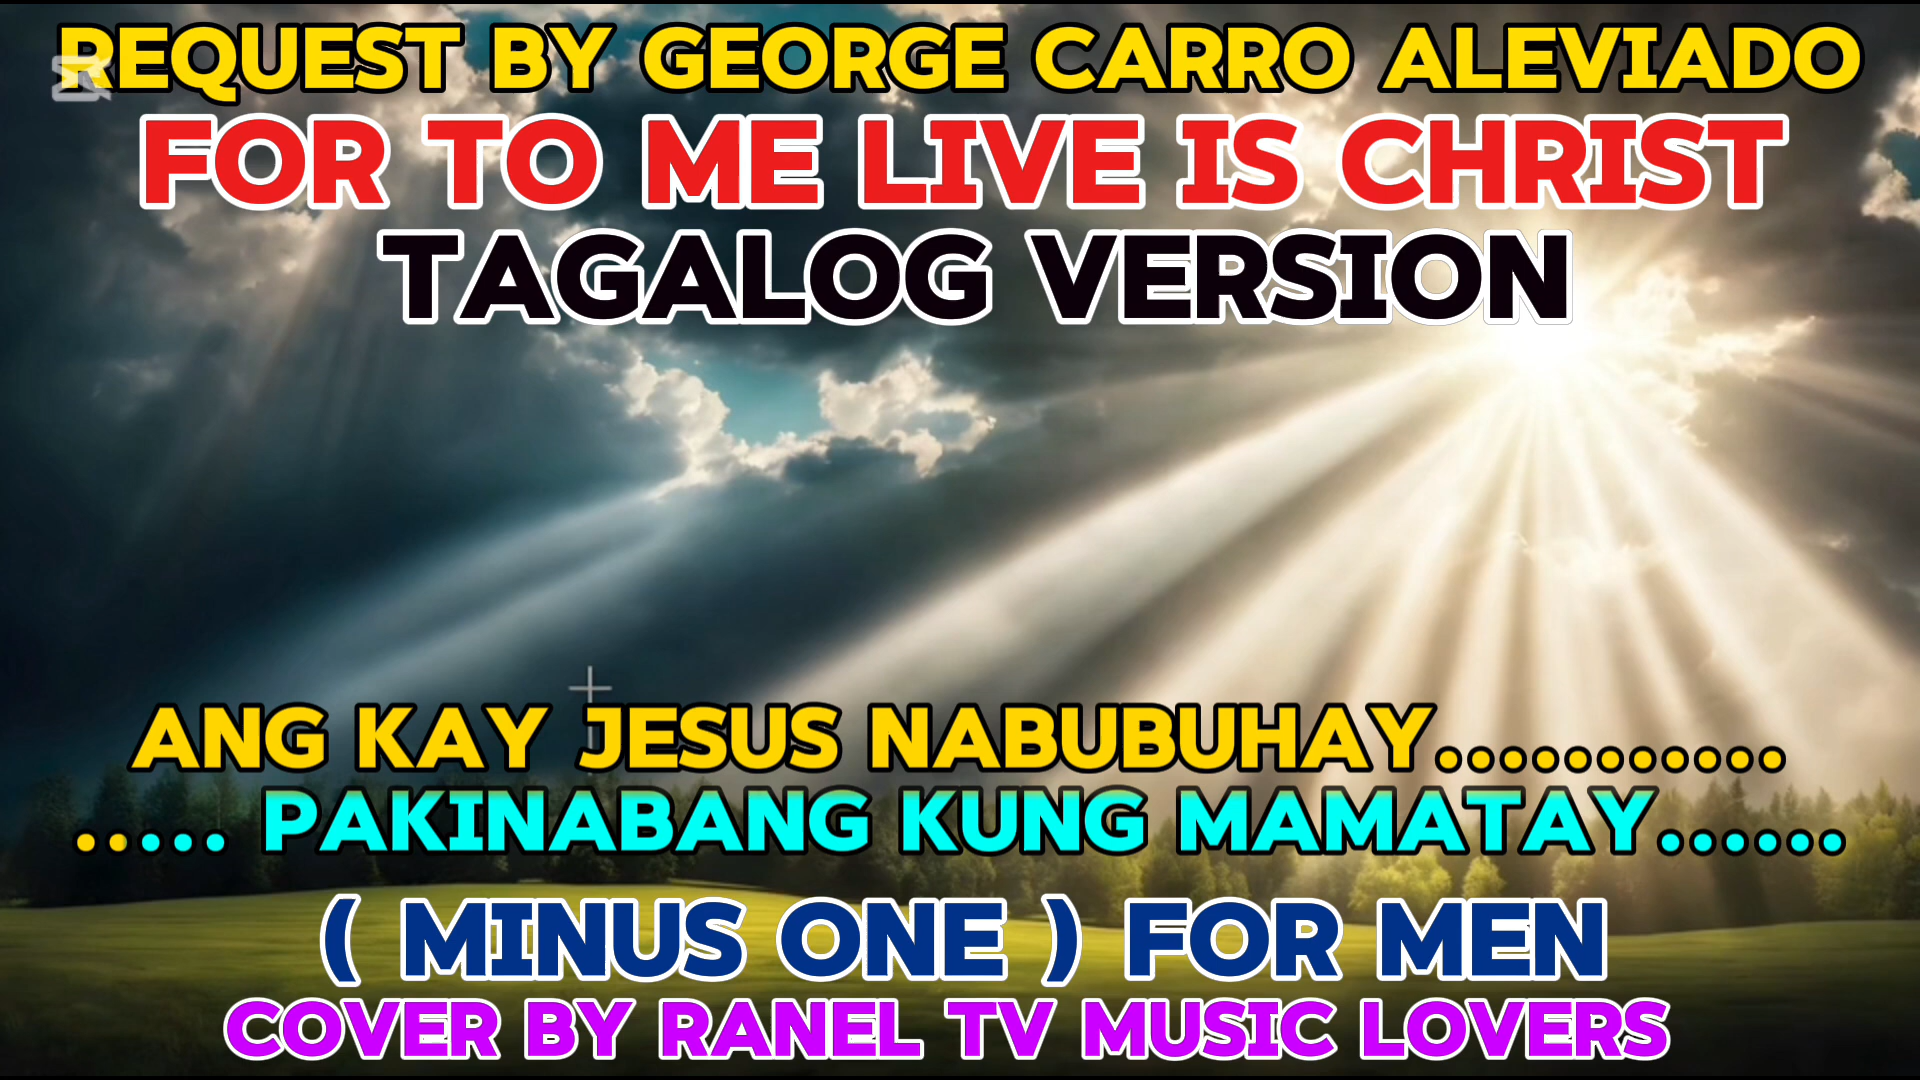 REQUEST BY GEORGE CARRO ALEVIADO
FOR TO ME LIVE IS CHRIST
TAGALOG VERSION
ANG KAY JESUS NABUBUHAY...........
..... PAKINABANG KUNG MAMATAY......
( MINUS ONE ) FOR MEN
COVER BY RANEL TV MUSIC LOVERS